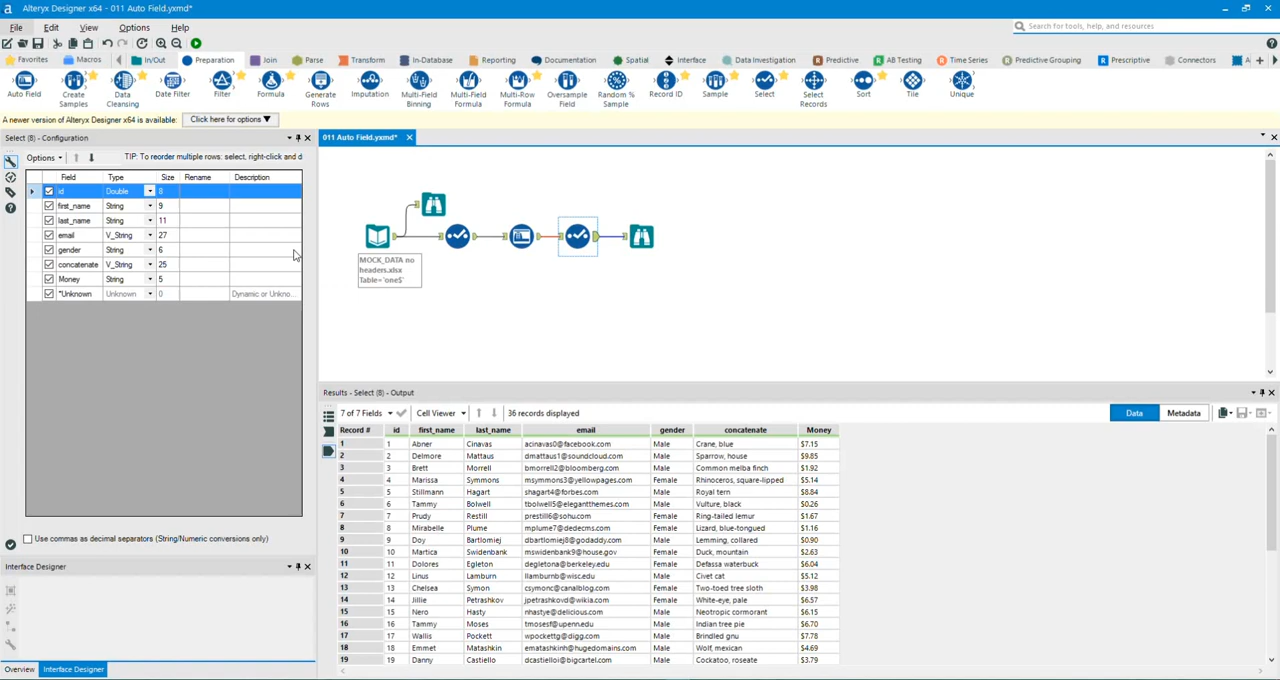 Alteryx Designer x64 - 011 Auto Field.yxmd*
File Edit View Options Help
Search for tools, help, and resources
Favorites Macros In/Out Preparation Join Parse Transform In-Database Reporting Documentation Spatial Interface Data Investigation Predictive AB Testing Time Series Predictive Grouping Prescriptive Connectors A
Auto Field Create Samples Data Cleansing Date Filter Filter Formula Generate Rows Imputation Multi-Field Binning Multi-Field Formula Multi-Row Formula Oversample Field Random % Sample Record ID Sample Select Select Records Sort Tile Unique
A newer version of Alteryx Designer x64 is available: Click here for options ▼
Select (8) - Configuration
011 Auto Field.yxmd*
Options TIP: To reorder multiple rows: select, right-click and d
Field Type Size Rename Description
id Double 8
first_name String 9
last_name String 11
email V_String 27
gender String 6
concatenate V_String 25
Money String 5
*Unknown Unknown 0 Dynamic or Unkno...
MOCK_DATA no
headers.xlsx
Table='one$'
Use commas as decimal separators (String/Numeric conversions only)
Interface Designer
Overview Interface Designer
Results - Select (8) - Output
7 of 7 Fields Cell Viewer 36 records displayed Data Metadata
Record # id first_name last_name email gender concatenate Money
1 1 Abner Cinavas acinavas0@facebook.com Male Crane, blue $7.15
2 2 Delmore Mattaus dmattaus1@soundcloud.com Male Sparrow, house $9.85
3 3 Brett Morrell bmorrell2@bloomberg.com Male Common melba finch $1.92
4 4 Marissa Symmons msymmons3@yellowpages.com Female Rhinoceros, square-lipped $5.14
5 5 Stillmann Hagart shagart4@forbes.com Male Royal tern $8.84
6 6 Tammy Bolwell tbolwell5@elegantthemes.com Female Vulture, black $0.26
7 7 Prudy Restill prestill6@sohu.com Female Ring-tailed lemur $1.67
8 8 Mirabelle Plume mplume7@dedecms.com Female Lizard, blue-tongued $1.16
9 9 Doy Bartlomiej dbartlomiej8@godaddy.com Male Lemming, collared $0.90
10 10 Martica Swidenbank mswidenbank9@house.gov Female Duck, mountain $2.63
11 11 Dolores Egleton degletona@berkeley.edu Female Defassa waterbuck $6.04
12 12 Linus Lamburn llamburnb@wisc.edu Male Civet cat $5.12
13 13 Chelsea Symon csymonc@canalblog.com Female Two-toed tree sloth $3.98
14 14 Jillie Petrashkov jpetrashkovd@wikia.com Female White-eye, pale $6.57
15 15 Nero Hasty nhastye@delicious.com Male Neotropic cormorant $6.15
16 16 Tammy Moses tmosesf@upenn.edu Male Indian tree pie $6.70
17 17 Wallis Pockett wpockettg@digg.com Male Brindled gnu $7.78
18 18 Emmet Matashkin ematashkinh@hugedomains.com Male Wolf, mexican $4.69
19 19 Danny Castiello dcastielloi@bigcartel.com Male Cockatoo, roseate $3.79